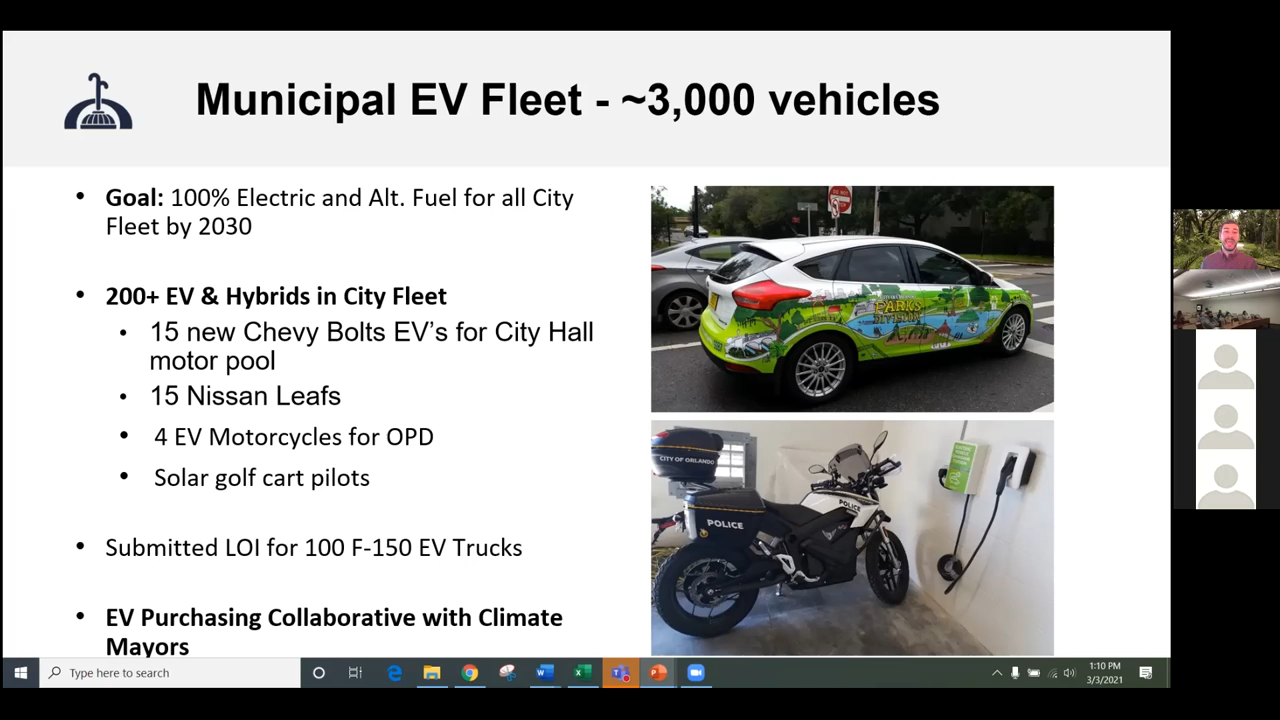 Municipal EV Fleet - ~3,000 vehicles
• Goal: 100% Electric and Alt. Fuel for all City
Fleet by 2030
• 200+ EV & Hybrids in City Fleet
• 15 new Chevy Bolts EV’s for City Hall
motor pool
• 15 Nissan Leafs
• 4 EV Motorcycles for OPD
• Solar golf cart pilots
• Submitted LOI for 100 F-150 EV Trucks
• EV Purchasing Collaborative with Climate
Mayors
PARKS
DIVISION
CITY OF ORLANDO
POLICE
POLICE
Type here to search
1:10 PM
3/3/2021